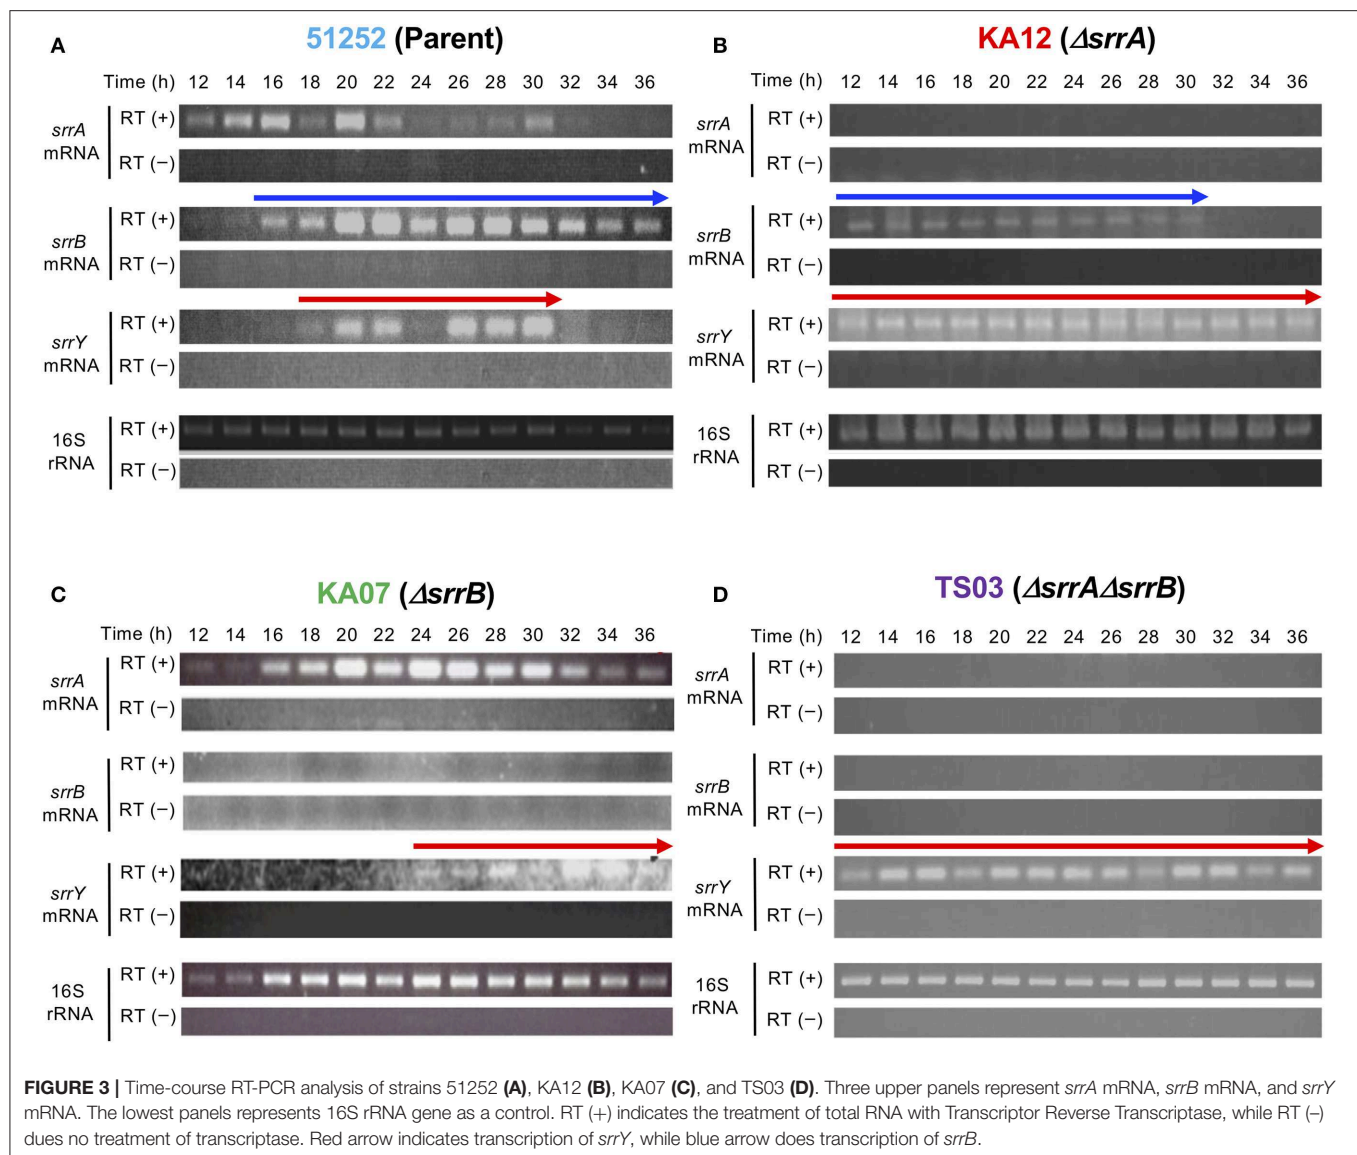 A
51252 (Parent)
Time (h) 12 14 16 18 20 22 24 26 28 30 32 34 36
srrA mRNA
RT (+)
RT (−)
srrB mRNA
RT (+)
RT (−)
srrY mRNA
RT (+)
RT (−)
16S rRNA
RT (+)
RT (−)
B
KA12 (ΔsrrA)
Time (h) 12 14 16 18 20 22 24 26 28 30 32 34 36
srrA mRNA
RT (+)
RT (−)
srrB mRNA
RT (+)
RT (−)
srrY mRNA
RT (+)
RT (−)
16S rRNA
RT (+)
RT (−)
C
KA07 (ΔsrrB)
Time (h) 12 14 16 18 20 22 24 26 28 30 32 34 36
srrA mRNA
RT (+)
RT (−)
srrB mRNA
RT (+)
RT (−)
srrY mRNA
RT (+)
RT (−)
16S rRNA
RT (+)
RT (−)
D
TS03 (ΔsrrAΔsrrB)
Time (h) 12 14 16 18 20 22 24 26 28 30 32 34 36
srrA mRNA
RT (+)
RT (−)
srrB mRNA
RT (+)
RT (−)
srrY mRNA
RT (+)
RT (−)
16S rRNA
RT (+)
RT (−)
FIGURE 3 | Time-course RT-PCR analysis of strains 51252 (A), KA12 (B), KA07 (C), and TS03 (D). Three upper panels represent srrA mRNA, srrB mRNA, and srrY
mRNA. The lowest panels represents 16S rRNA gene as a control. RT (+) indicates the treatment of total RNA with Transcriptor Reverse Transcriptase, while RT (–)
dues no treatment of transcriptase. Red arrow indicates transcription of srrY, while blue arrow does transcription of srrB.